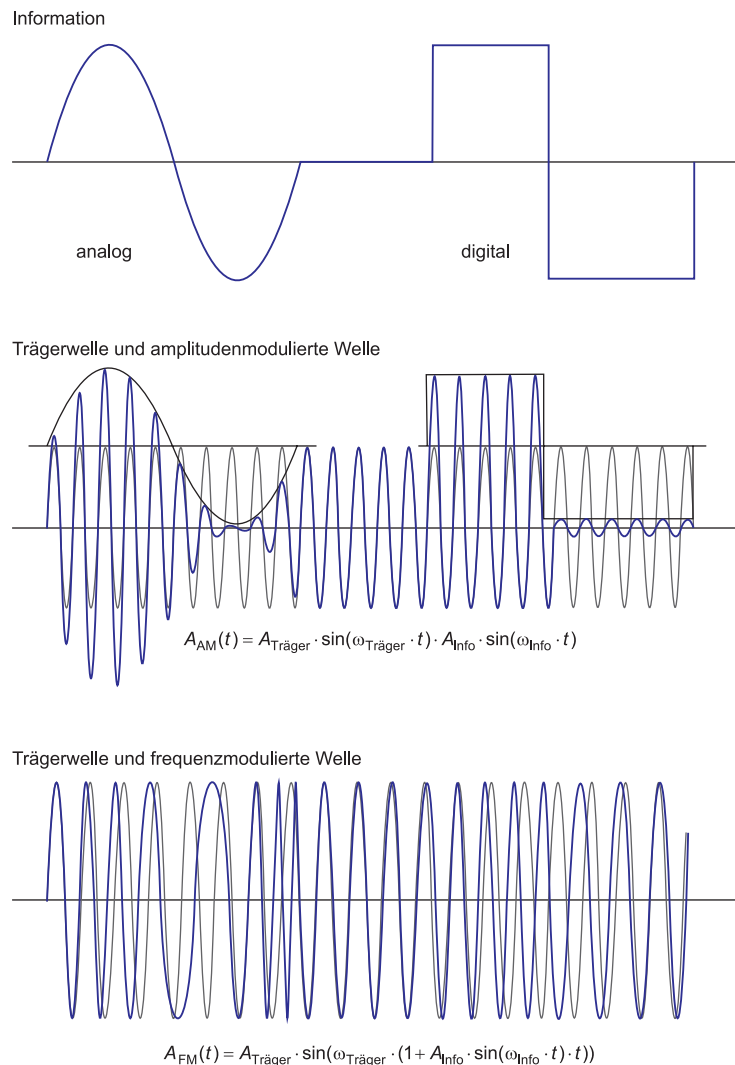 Information
analog digital
Trägerwelle und amplitudenmodulierte Welle
A_AM(t) = A_Träger · sin(ω_Träger · t) · A_Info · sin(ω_Info · t)
Trägerwelle und frequenzmodulierte Welle
A_FM(t) = A_Träger · sin(ω_Träger · (1 + A_Info · sin(ω_Info · t) · t))